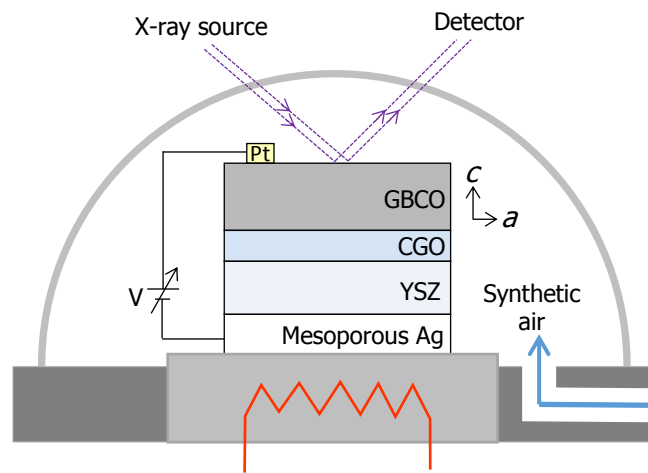 X-ray source
Detector
Pt
c
GBCO
a
CGO
V
YSZ
Synthetic
air
Mesoporous Ag